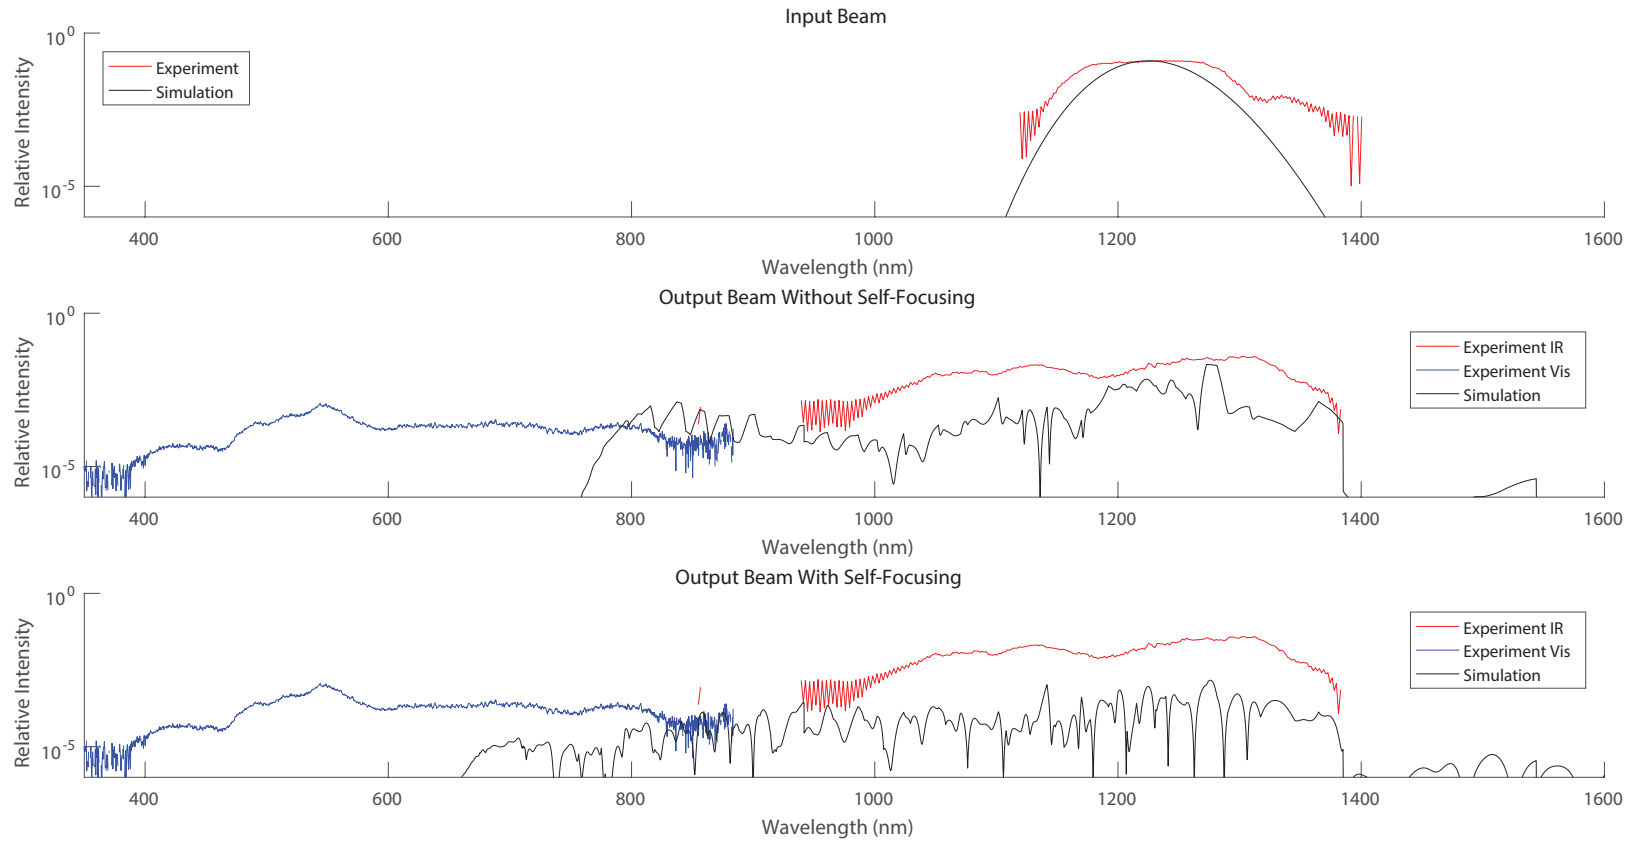 Input Beam
10^0
10^-5
Relative Intensity
Experiment
Simulation
400 600 800 1000 1200 1400 1600
Wavelength (nm)
Output Beam Without Self-Focusing
10^0
10^-5
Relative Intensity
Experiment IR
Experiment Vis
Simulation
400 600 800 1000 1200 1400 1600
Wavelength (nm)
Output Beam With Self-Focusing
10^0
10^-5
Relative Intensity
Experiment IR
Experiment Vis
Simulation
400 600 800 1000 1200 1400 1600
Wavelength (nm)